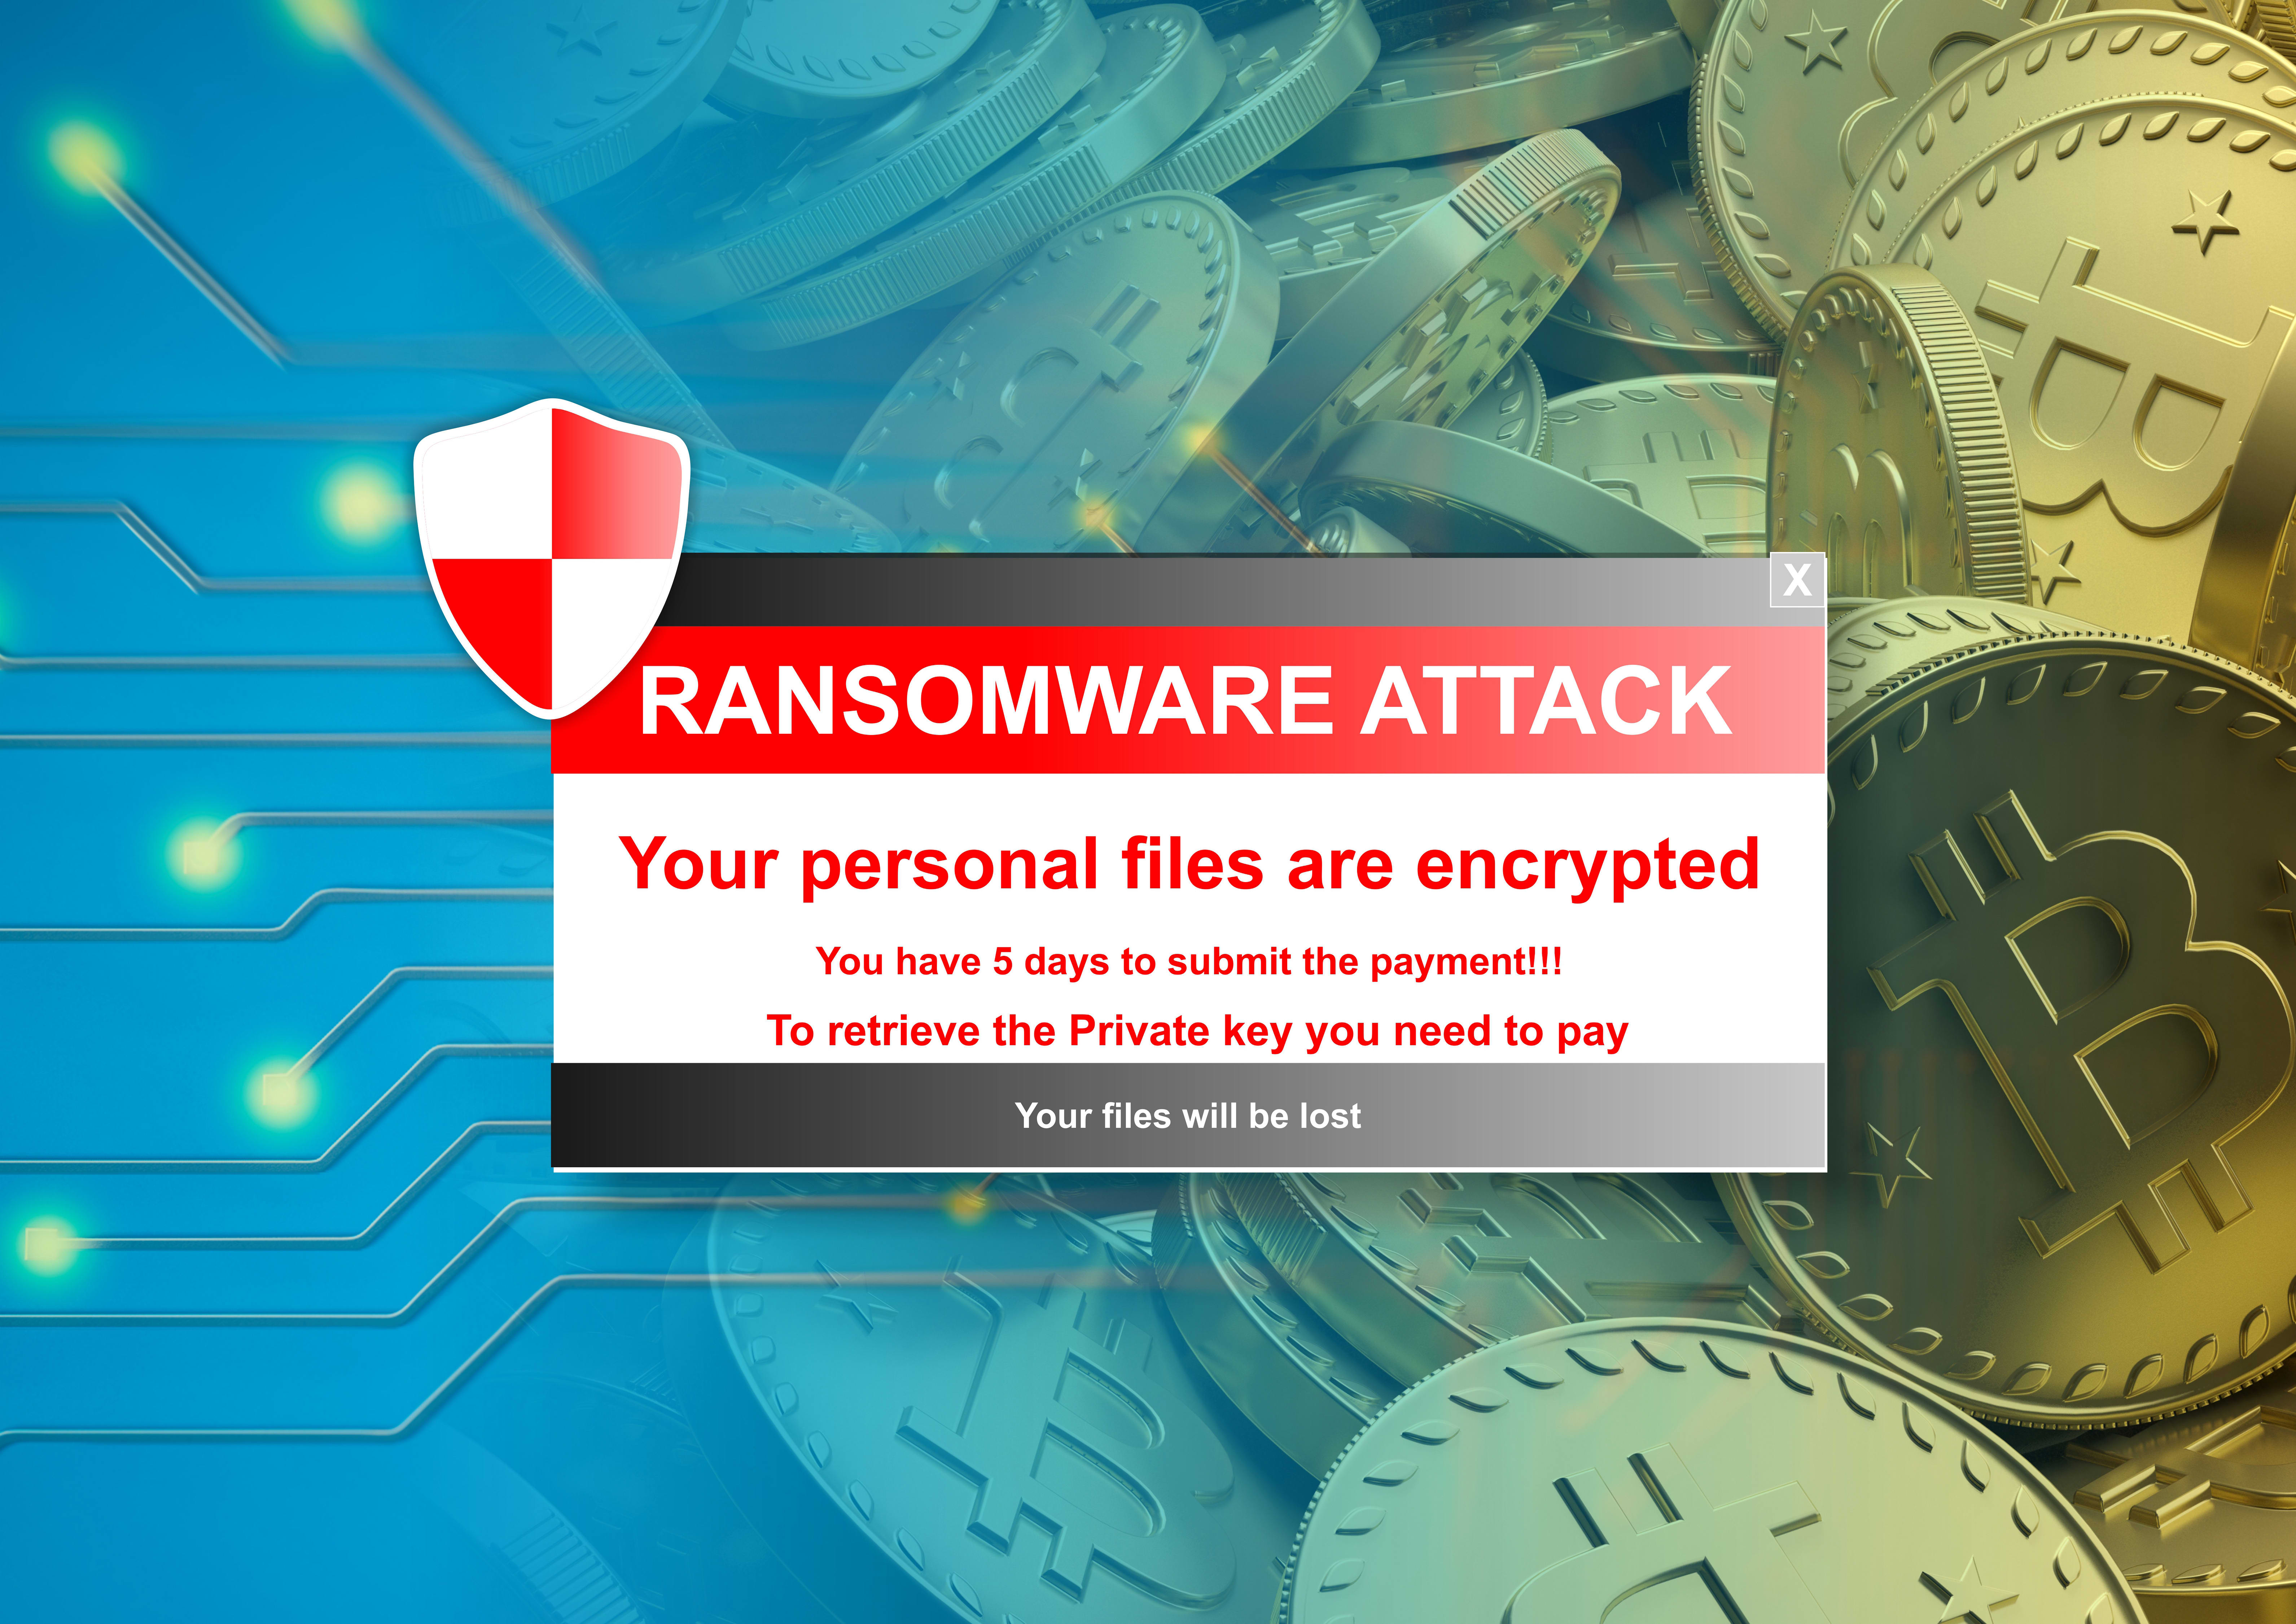 X
RANSOMWARE ATTACK
Your personal files are encrypted
You have 5 days to submit the payment!!!
To retrieve the Private key you need to pay
Your files will be lost